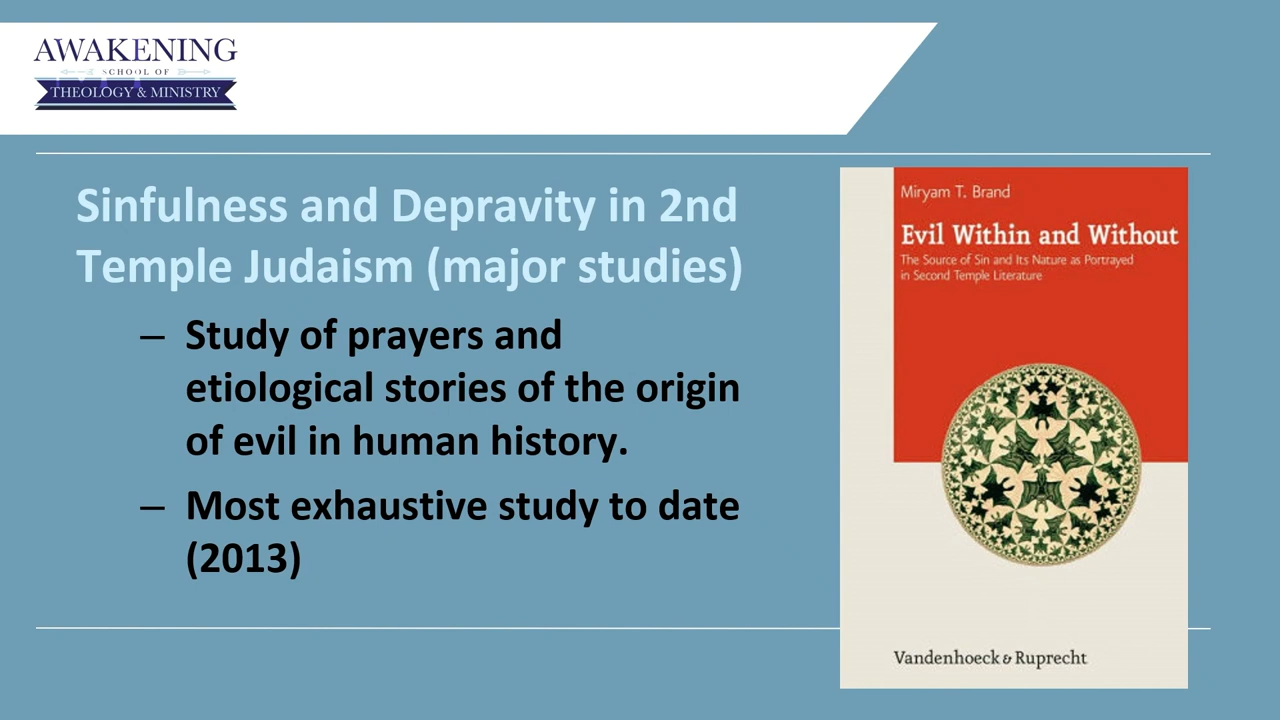 AWAKENING
SCHOOL OF
THEOLOGY & MINISTRY
Sinfulness and Depravity in 2nd
Temple Judaism (major studies)
– Study of prayers and
etiological stories of the origin
of evil in human history.
– Most exhaustive study to date
(2013)
Miryam T. Brand
Evil Within and Without
The Source of Sin and Its Nature as Portrayed
in Second Temple Literature
Vandenhoeck & Ruprecht